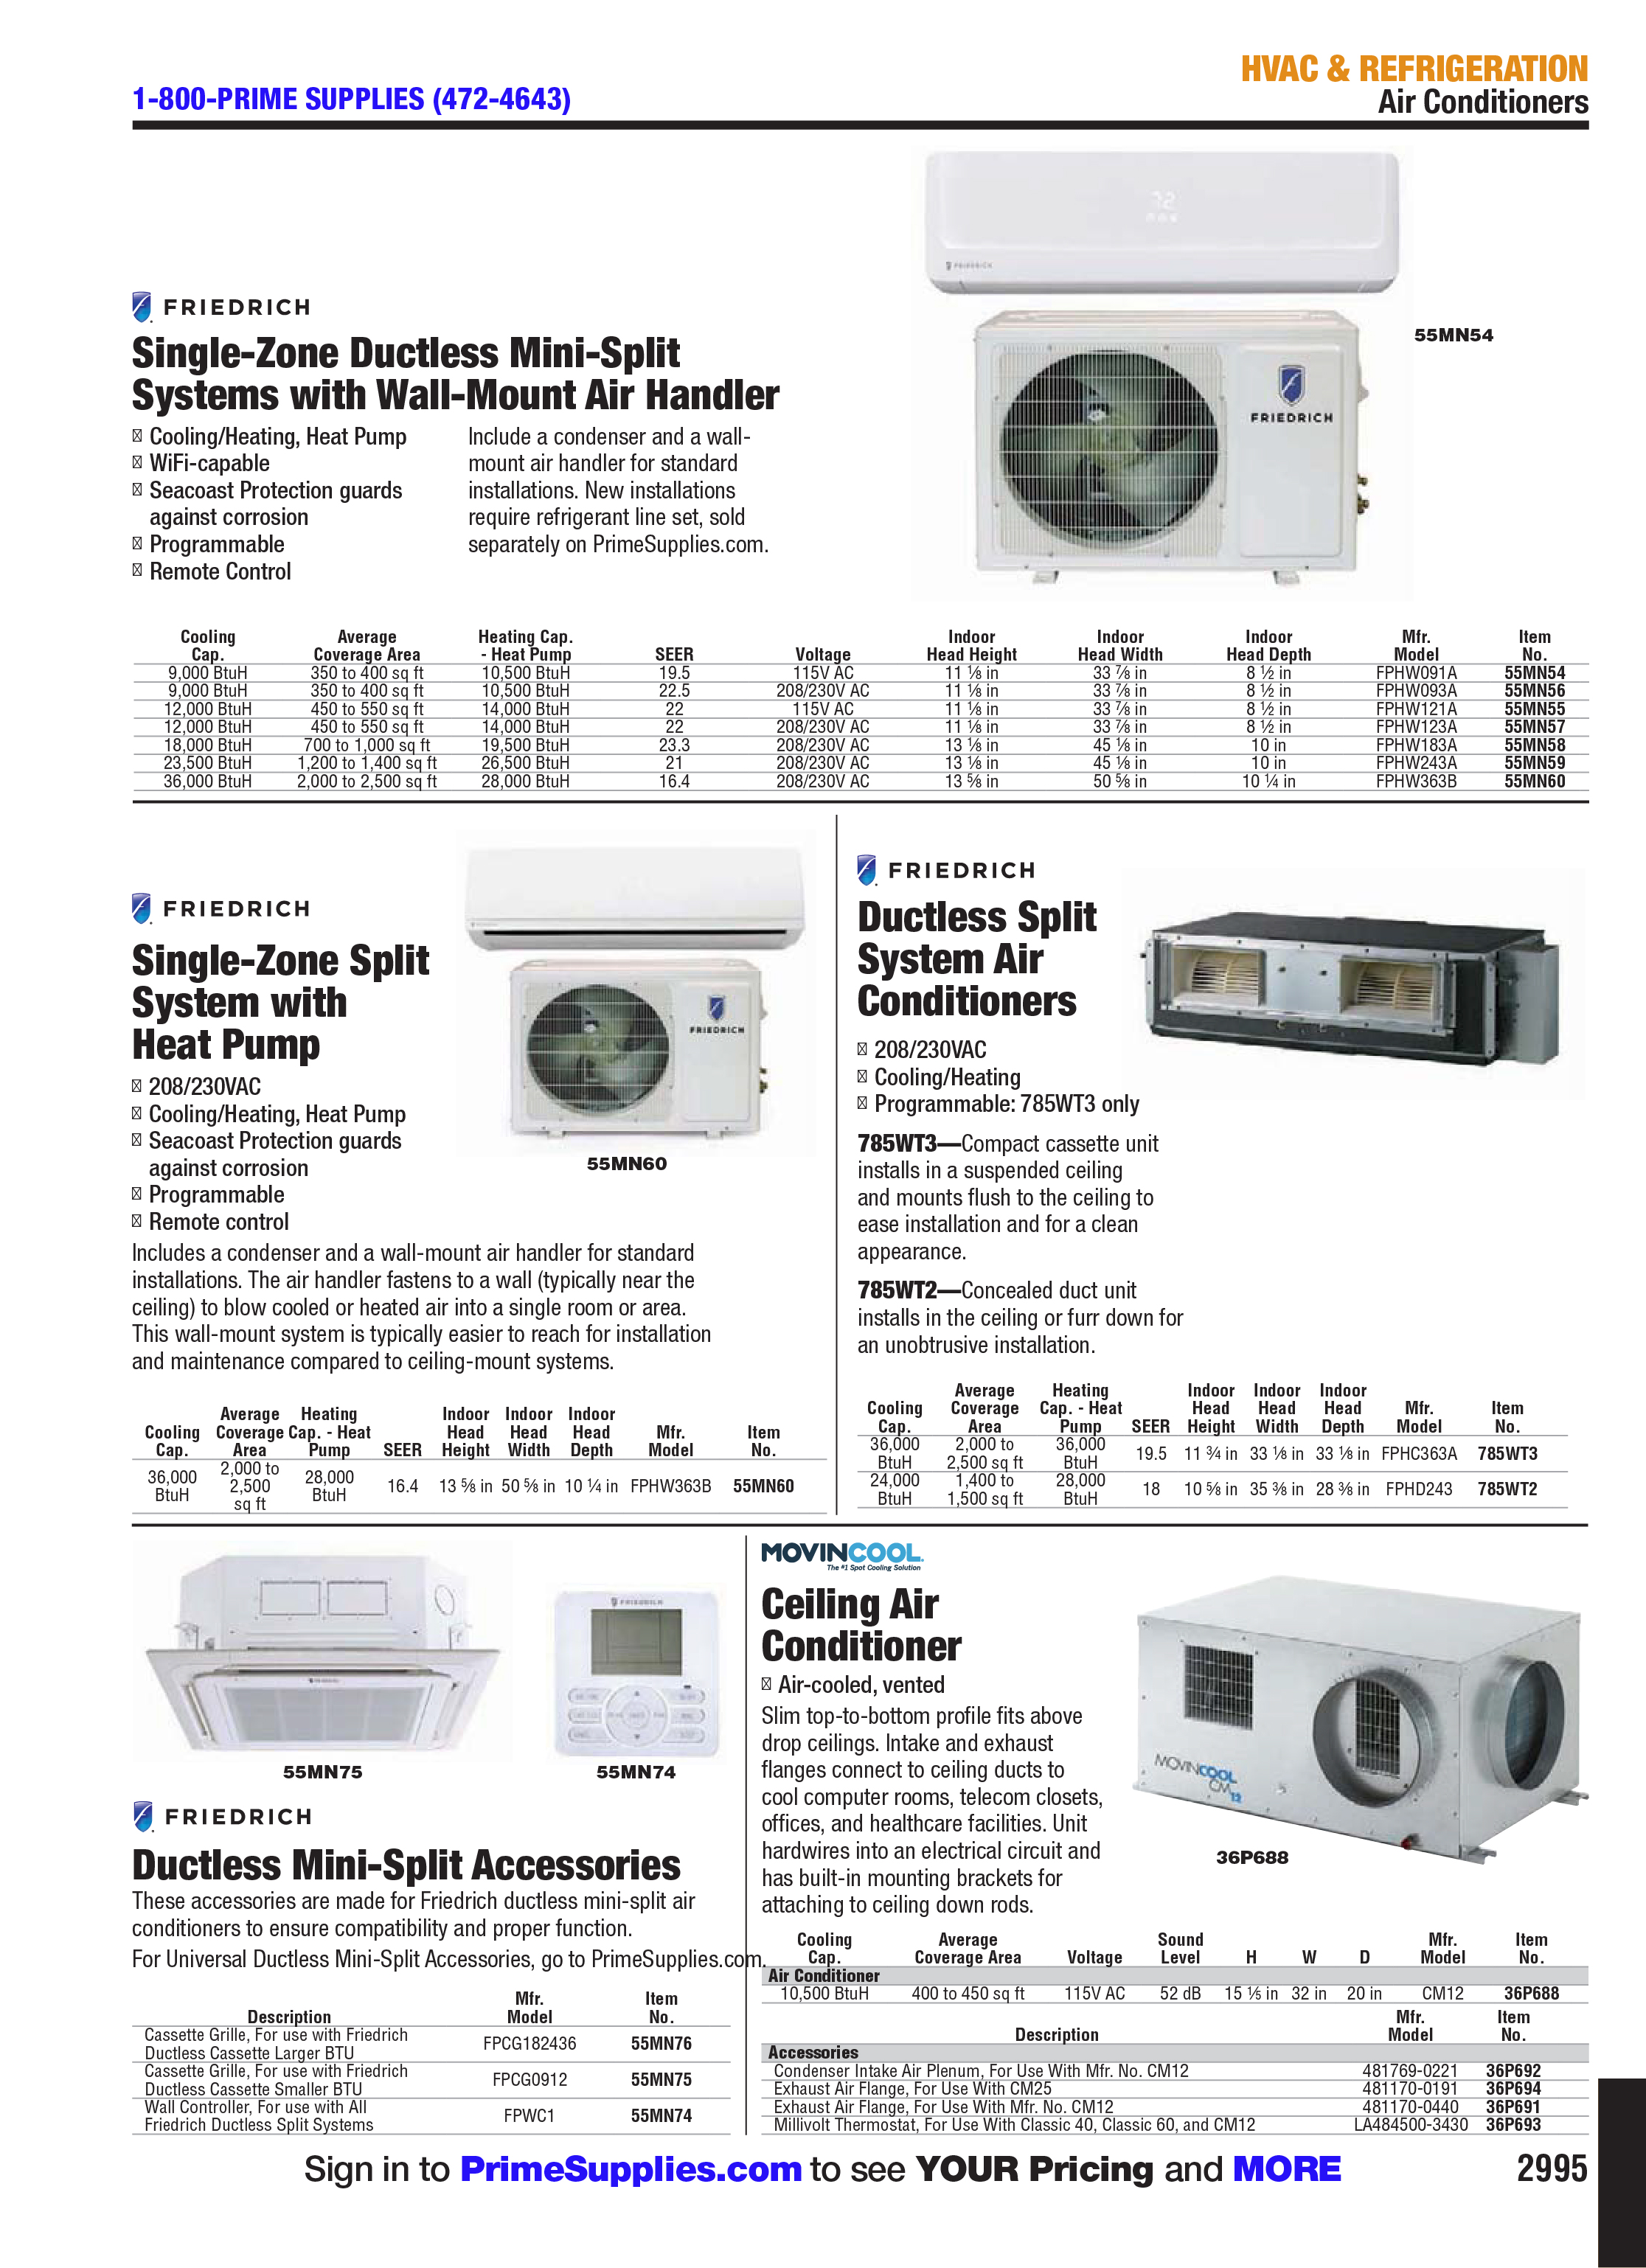 HVAC & REFRIGERATION
1-800-PRIME SUPPLIES (472-4643)
Air Conditioners
72
FRIEDRICH
55MN54
FRIEDRICH
FRIEDRICH
Single-Zone Ductless Mini-Split
Systems with Wall-Mount Air Handler
Cooling/Heating, Heat Pump
WiFi-capable
Seacoast Protection guards
against corrosion
Programmable
Remote Control
Include a condenser and a wall-
mount air handler for standard
installations. New installations
require refrigerant line set, sold
separately on PrimeSupplies.com.
Cooling Average Heating Cap. Indoor Indoor Indoor Mfr. Item
Cap. Coverage Area - Heat Pump SEER Voltage Head Height Head Width Head Depth Model No.
9,000 BtuH 350 to 400 sq ft 10,500 BtuH 19.5 115V AC 11 ⅛ in 33 ⅞ in 8 ½ in FPHW091A 55MN54
9,000 BtuH 350 to 400 sq ft 10,500 BtuH 22.5 208/230V AC 11 ⅛ in 33 ⅞ in 8 ½ in FPHW093A 55MN56
12,000 BtuH 450 to 550 sq ft 14,000 BtuH 22 115V AC 11 ⅛ in 33 ⅞ in 8 ½ in FPHW121A 55MN55
12,000 BtuH 450 to 550 sq ft 14,000 BtuH 22 208/230V AC 11 ⅛ in 33 ⅞ in 8 ½ in FPHW123A 55MN57
18,000 BtuH 700 to 1,000 sq ft 19,500 BtuH 23.3 208/230V AC 13 ⅛ in 45 ⅛ in 10 in FPHW183A 55MN58
23,500 BtuH 1,200 to 1,400 sq ft 26,500 BtuH 21 208/230V AC 13 ⅛ in 45 ⅛ in 10 in FPHW243A 55MN59
36,000 BtuH 2,000 to 2,500 sq ft 28,000 BtuH 16.4 208/230V AC 13 ⅝ in 50 ⅝ in 10 ¼ in FPHW363B 55MN60
FRIEDRICH
Single-Zone Split
System with
Heat Pump
208/230VAC
Cooling/Heating, Heat Pump
Seacoast Protection guards
against corrosion
Programmable
Remote control
FRIEDRICH
55MN60
Includes a condenser and a wall-mount air handler for standard
installations. The air handler fastens to a wall (typically near the
ceiling) to blow cooled or heated air into a single room or area.
This wall-mount system is typically easier to reach for installation
and maintenance compared to ceiling-mount systems.
Average Heating Indoor Indoor Indoor
Cooling Coverage Cap. - Heat Head Head Head Mfr. Item
Cap. Area Pump SEER Height Width Depth Model No.
36,000 BtuH 2,000 to 2,500 sq ft 28,000 BtuH 16.4 13 ⅝ in 50 ⅝ in 10 ¼ in FPHW363B 55MN60
FRIEDRICH
Ductless Split
System Air
Conditioners
208/230VAC
Cooling/Heating
Programmable: 785WT3 only
785WT3—Compact cassette unit
installs in a suspended ceiling
and mounts flush to the ceiling to
ease installation and for a clean
appearance.
785WT2—Concealed duct unit
installs in the ceiling or furr down for
an unobtrusive installation.
Average Heating Indoor Indoor Indoor
Cooling Coverage Cap. - Heat Head Head Head Mfr. Item
Cap. Area Pump SEER Height Width Depth Model No.
36,000 BtuH 2,000 to 2,500 sq ft 36,000 BtuH 19.5 11 ¾ in 33 ⅛ in 33 ⅛ in FPHC363A 785WT3
24,000 BtuH 1,400 to 1,500 sq ft 28,000 BtuH 18 10 ⅝ in 35 ⅜ in 28 ⅜ in FPHD243 785WT2
FRIEDRICH
55MN75
55MN74
FRIEDRICH
Ductless Mini-Split Accessories
These accessories are made for Friedrich ductless mini-split air
conditioners to ensure compatibility and proper function.
For Universal Ductless Mini-Split Accessories, go to PrimeSupplies.com.
Mfr. Item
Description Model No.
Cassette Grille, For use with Friedrich
Ductless Cassette Larger BTU FPCG182436 55MN76
Cassette Grille, For use with Friedrich
Ductless Cassette Smaller BTU FPCG0912 55MN75
Wall Controller, For use with All
Friedrich Ductless Split Systems FPWC1 55MN74
MOVINCOOL
The #1 Spot Cooling Solution
Ceiling Air
Conditioner
Air-cooled, vented
Slim top-to-bottom profile fits above
drop ceilings. Intake and exhaust
flanges connect to ceiling ducts to
cool computer rooms, telecom closets,
offices, and healthcare facilities. Unit
hardwires into an electrical circuit and
has built-in mounting brackets for
attaching to ceiling down rods.
MOVINCOOL
CM
12
36P688
Cooling Average Sound Mfr. Item
Cap. Coverage Area Voltage Level H W D Model No.
Air Conditioner
10,500 BtuH 400 to 450 sq ft 115V AC 52 dB 15 ⅕ in 32 in 20 in CM12 36P688
Mfr. Item
Description Model No.
Accessories
Condenser Intake Air Plenum, For Use With Mfr. No. CM12 481769-0221 36P692
Exhaust Air Flange, For Use With CM25 481170-0191 36P694
Exhaust Air Flange, For Use With Mfr. No. CM12 481170-0440 36P691
Millivolt Thermostat, For Use With Classic 40, Classic 60, and CM12 LA484500-3430 36P693
Sign in to PrimeSupplies.com to see YOUR Pricing and MORE
2995